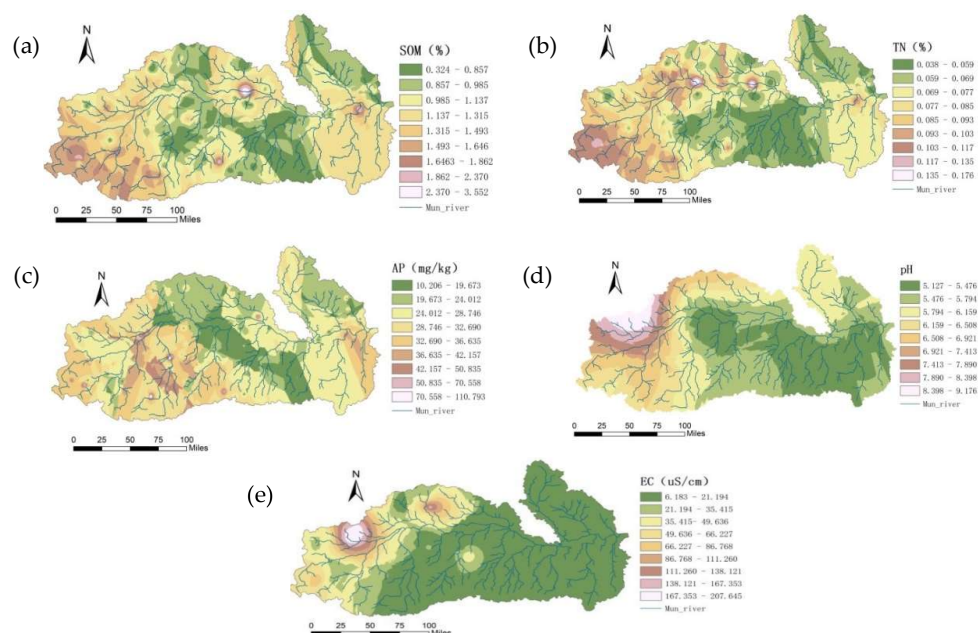 (a)
N
SOM (%)
0.324 - 0.857
0.857 - 0.985
0.985 - 1.137
1.137 - 1.315
1.315 - 1.493
1.493 - 1.646
1.6463 - 1.862
1.862 - 2.370
2.370 - 3.552
Mun_river
0 25 50 75 100
Miles
(b)
N
TN (%)
0.038 - 0.059
0.059 - 0.069
0.069 - 0.077
0.077 - 0.085
0.085 - 0.093
0.093 - 0.103
0.103 - 0.117
0.117 - 0.135
0.135 - 0.176
Mun_river
0 25 50 75 100
Miles
(c)
N
AP (mg/kg)
10.206 - 19.673
19.673 - 24.012
24.012 - 28.746
28.746 - 32.690
32.690 - 36.635
36.635 - 42.157
42.157 - 50.835
50.835 - 70.558
70.558 - 110.793
Mun_river
0 25 50 75 100
Miles
(d)
N
pH
5.127 - 5.476
5.476 - 5.794
5.794 - 6.159
6.159 - 6.508
6.508 - 6.921
6.921 - 7.413
7.413 - 7.890
7.890 - 8.398
8.398 - 9.176
Mun_river
0 25 50 75 100
Miles
(e)
N
EC (uS/cm)
6.183 - 21.194
21.194 - 35.415
35.415- 49.636
49.636 - 66.227
66.227 - 86.768
86.768 - 111.260
111.260 - 138.121
138.121 - 167.353
167.353 - 207.645
Mun_river
0 25 50 75 100
Miles